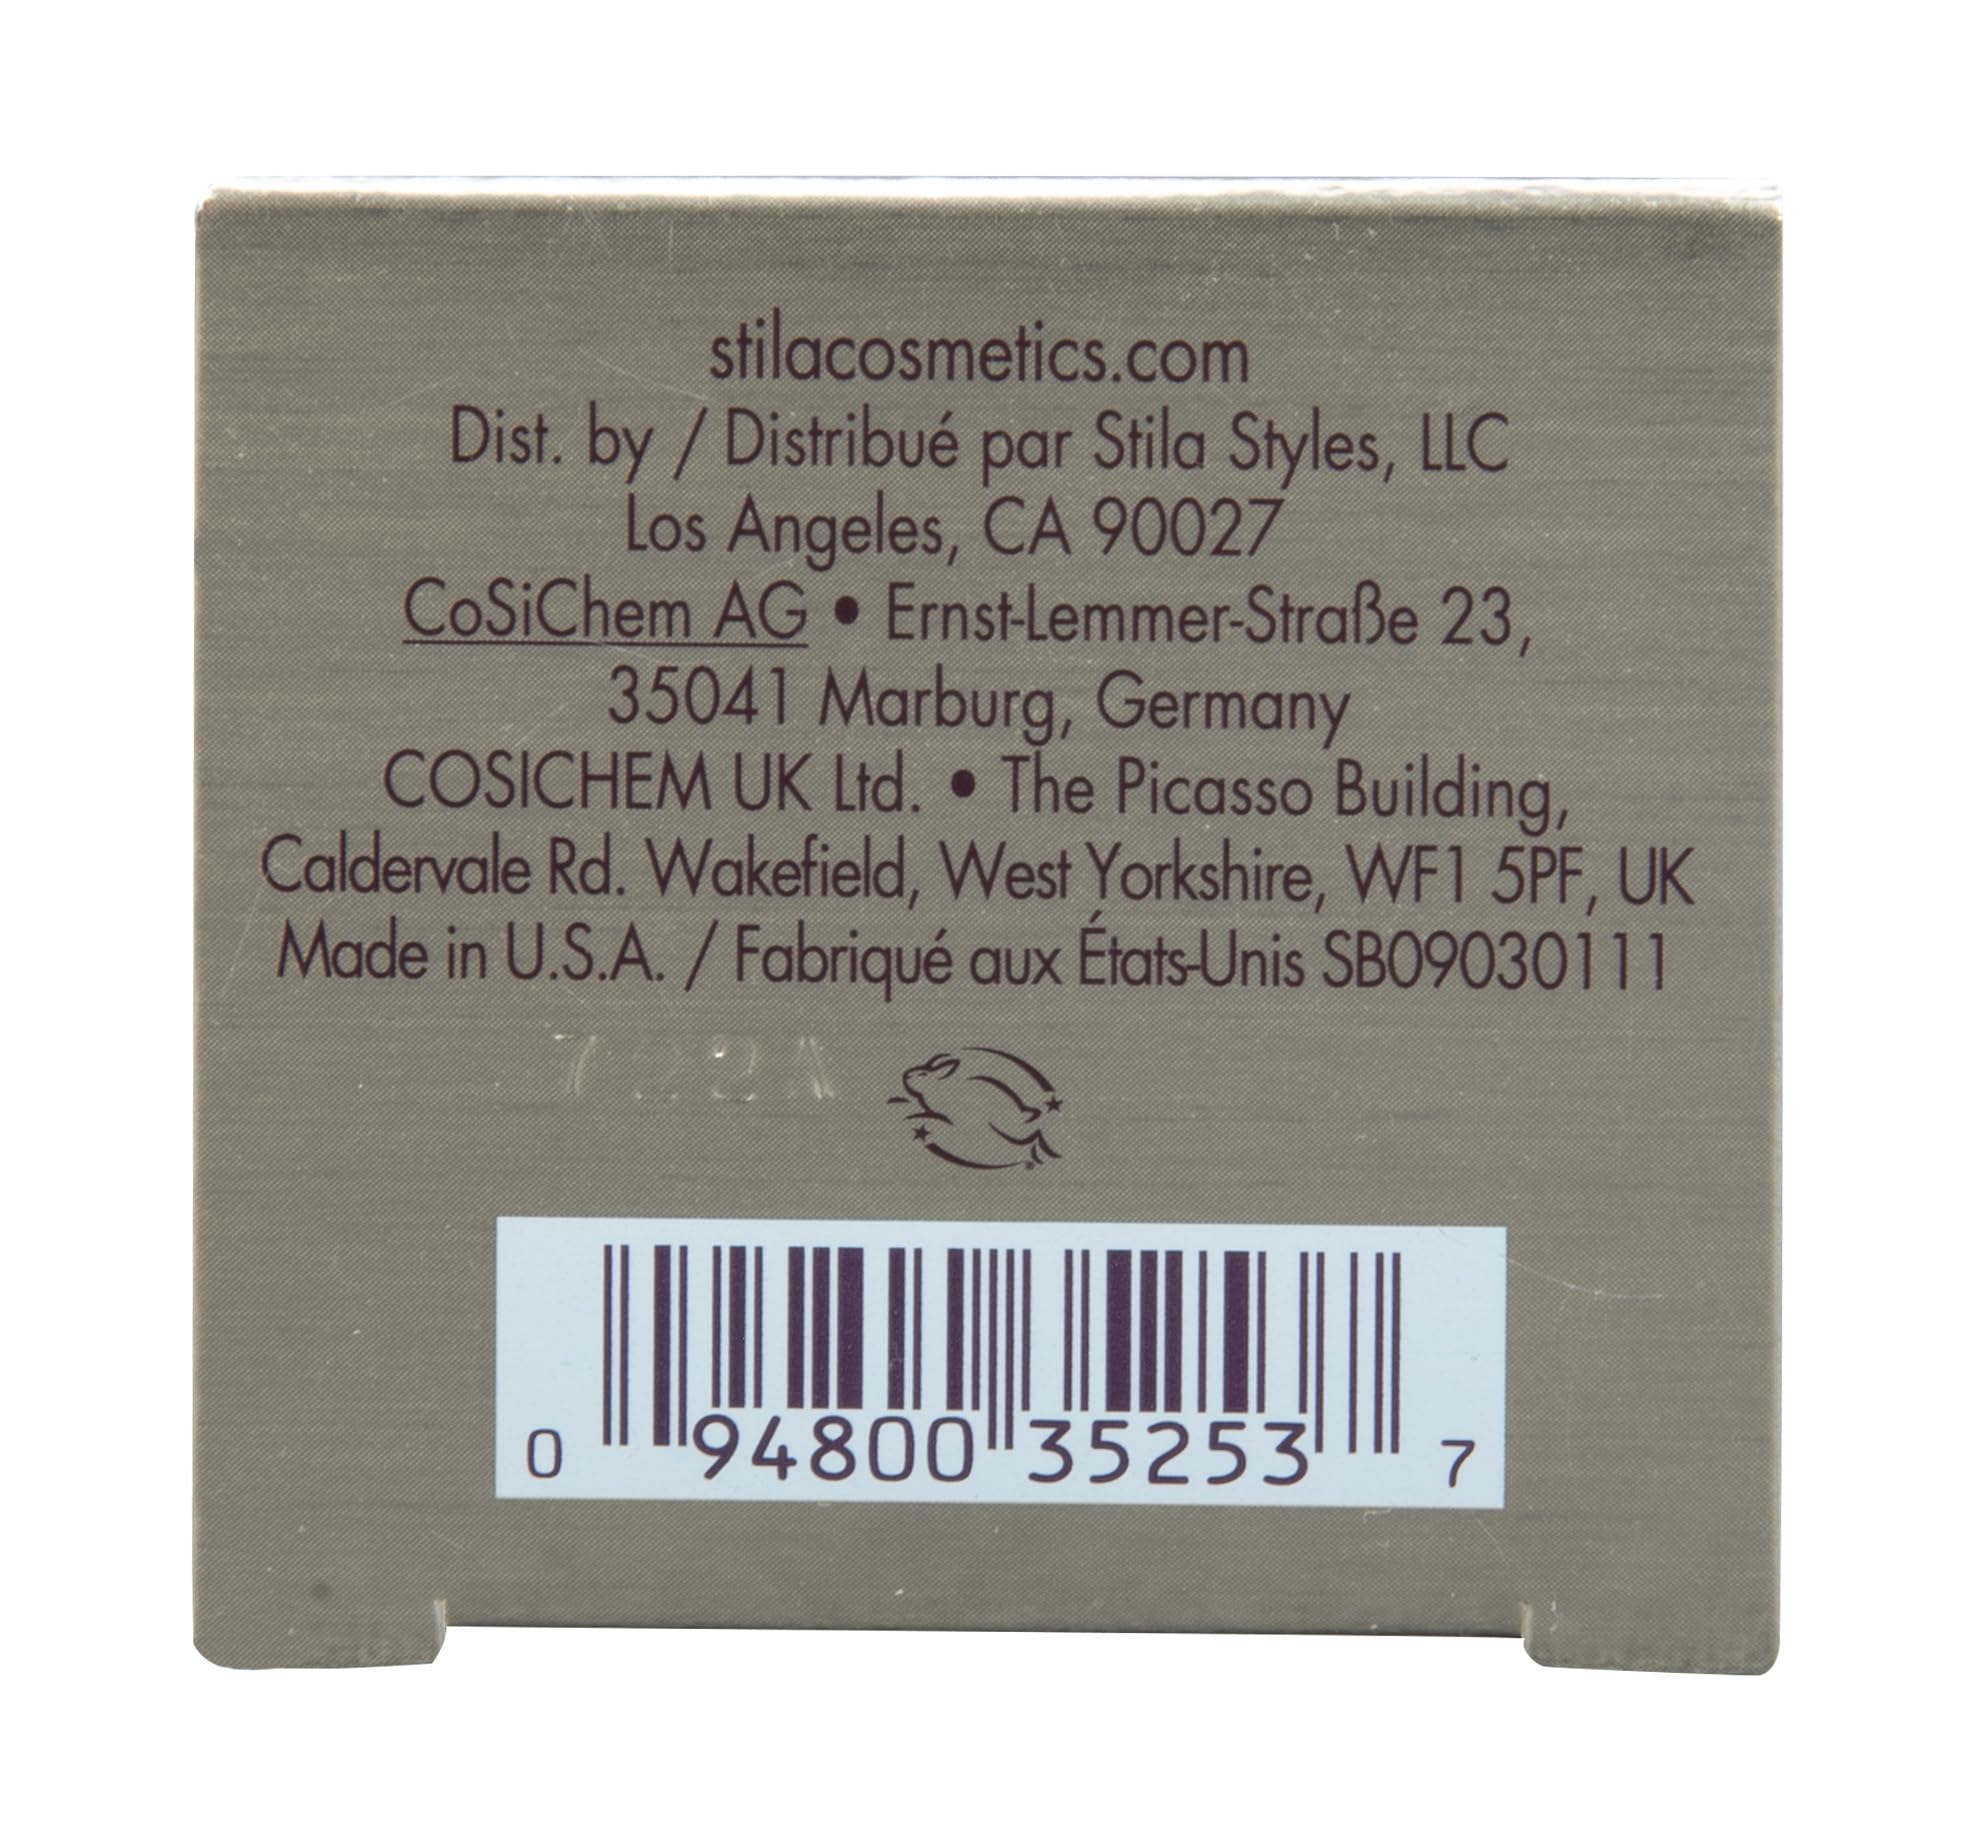 stilacosmetics.com
Dist. by / Distribué par Stila Styles, LLC
Los Angeles, CA 90027
CoSiChem AG • Ernst-Lemmer-Straße 23,
35041 Marburg, Germany
COSICHEM UK Ltd. • The Picasso Building,
Caldervale Rd. Wakefield, West Yorkshire, WF1 5PF, UK
Made in U.S.A. / Fabriqué aux États-Unis SB09030111
0 94800 35253 7